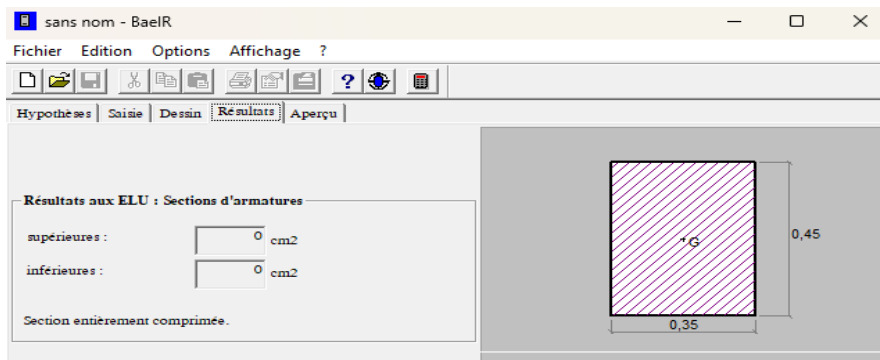 sans nom - BaelR
Fichier Edition Options Affichage ?
Hypothèses Saisie Dessin Résultats Aperçu
Résultats aux ELU : Sections d'armatures
supérieures : 0 cm2
inférieures : 0 cm2
Section entièrement comprimée.
G
0,45
0,35